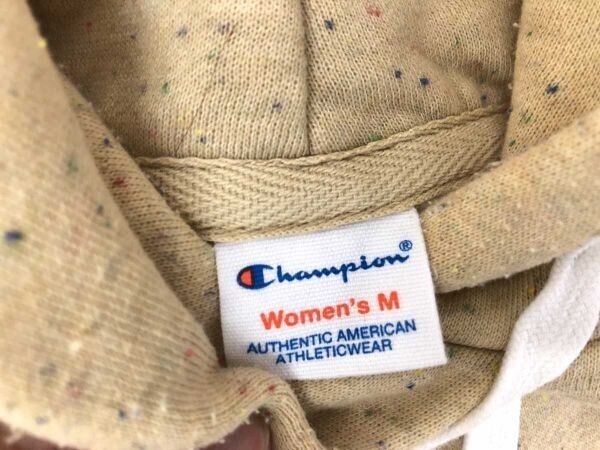 Champion®
Women's M
AUTHENTIC AMERICAN
ATHLETICWEAR